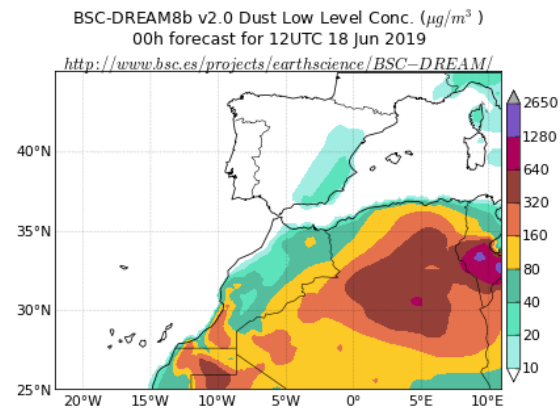 BSC-DREAM8b v2.0 Dust Low Level Conc. (μg/m³ )
00h forecast for 12UTC 18 Jun 2019
http://www.bsc.es/projects/earthscience/BSC−DREAM/
40°N
35°N
30°N
25°N
20°W
15°W
10°W
5°W
0°
5°E
10°E
2650
1280
640
320
160
80
40
20
10